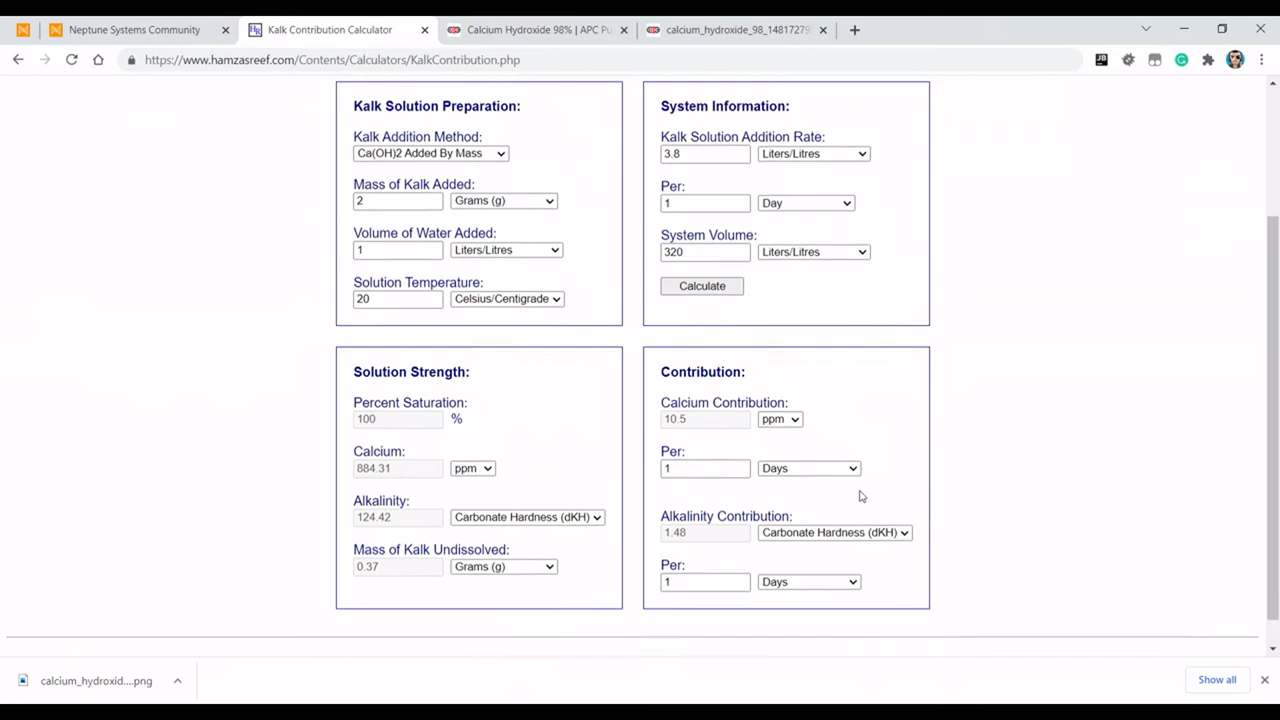 Neptune Systems Community
Kalk Contribution Calculator
Calcium Hydroxide 98% | APC Pu
calcium_hydroxide_98_14817279
https://www.hamzasreef.com/Contents/Calculators/KalkContribution.php
Kalk Solution Preparation:
Kalk Addition Method:
Ca(OH)2 Added By Mass
Mass of Kalk Added:
2 Grams (g)
Volume of Water Added:
1 Liters/Litres
Solution Temperature:
20 Celsius/Centigrade
System Information:
Kalk Solution Addition Rate:
3.8 Liters/Litres
Per:
1 Day
System Volume:
320 Liters/Litres
Calculate
Solution Strength:
Percent Saturation:
100 %
Calcium:
884.31 ppm
Alkalinity:
124.42 Carbonate Hardness (dKH)
Mass of Kalk Undissolved:
0.37 Grams (g)
Contribution:
Calcium Contribution:
10.5 ppm
Per:
1 Days
Alkalinity Contribution:
1.48 Carbonate Hardness (dKH)
Per:
1 Days
calcium_hydroxid....png
Show all